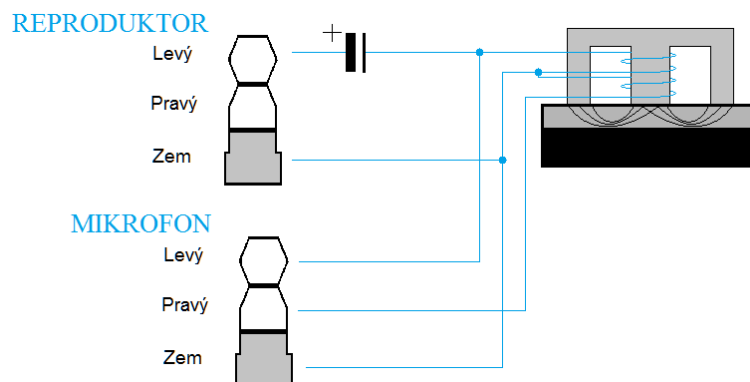 REPRODUKTOR
Levý
+
Pravý
Zem
MIKROFON
Levý
Pravý
Zem